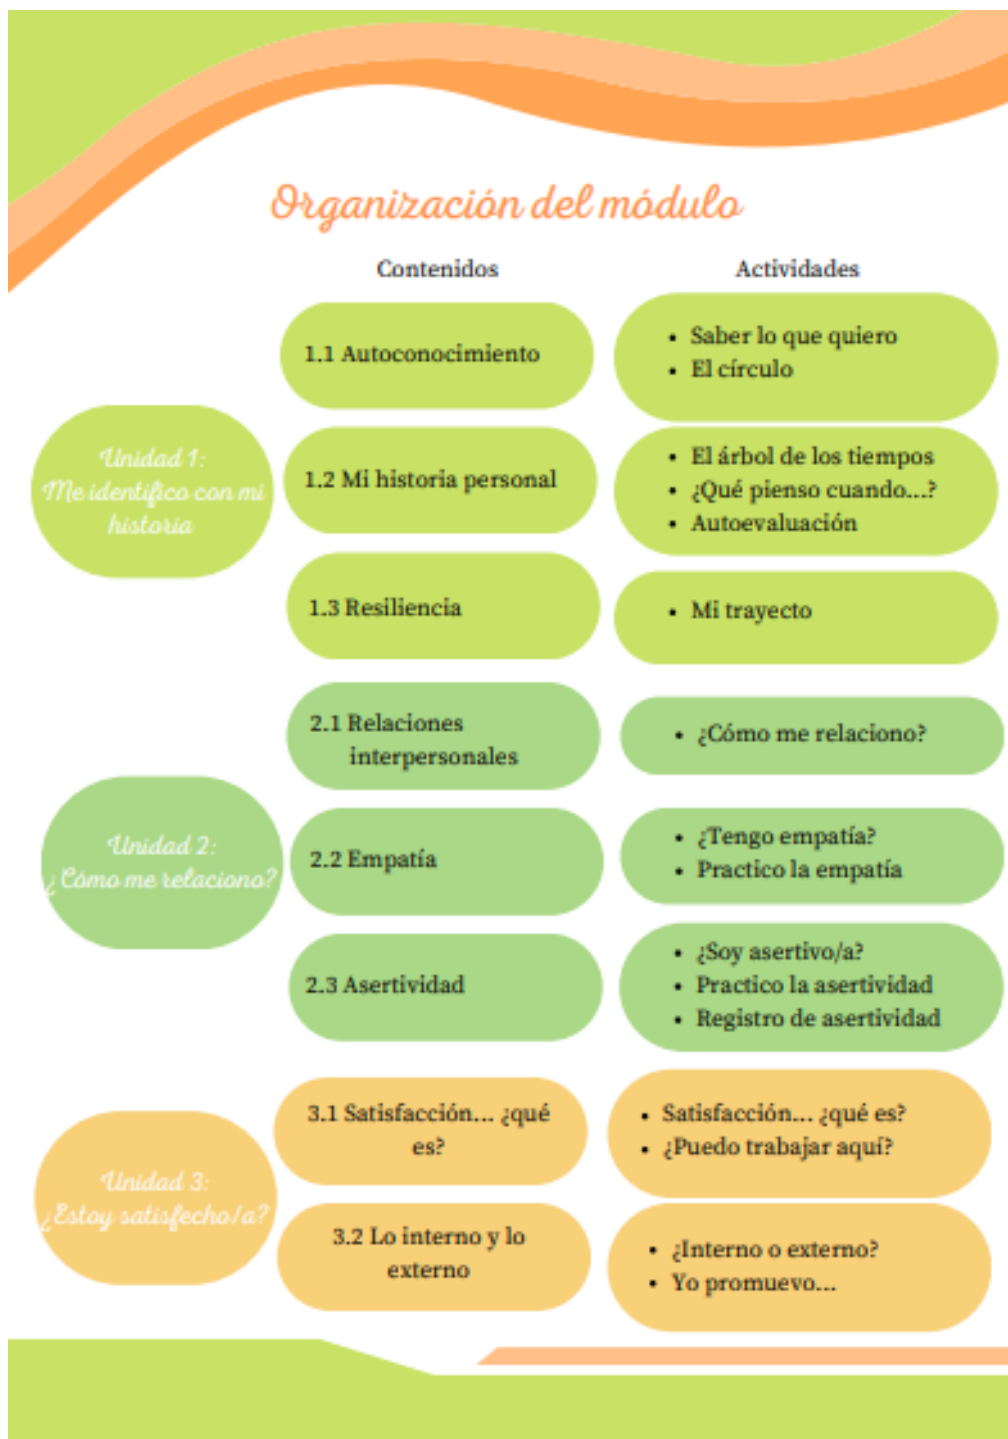 Organización del módulo
Contenidos
Actividades
Unidad 1:
Me identifico con mi
historia
1.1 Autoconocimiento
• Saber lo que quiero
• El círculo
1.2 Mi historia personal
• El árbol de los tiempos
• ¿Qué pienso cuando...?
• Autoevaluación
1.3 Resiliencia
• Mi trayecto
Unidad 2:
¿Cómo me relaciono?
2.1 Relaciones
interpersonales
• ¿Cómo me relaciono?
2.2 Empatía
• ¿Tengo empatía?
• Practico la empatía
2.3 Asertividad
• ¿Soy asertivo/a?
• Practico la asertividad
• Registro de asertividad
Unidad 3:
¿Estoy satisfecho/a?
3.1 Satisfacción... ¿qué
es?
• Satisfacción... ¿qué es?
• ¿Puedo trabajar aquí?
3.2 Lo interno y lo
externo
• ¿Interno o externo?
• Yo promuevo...